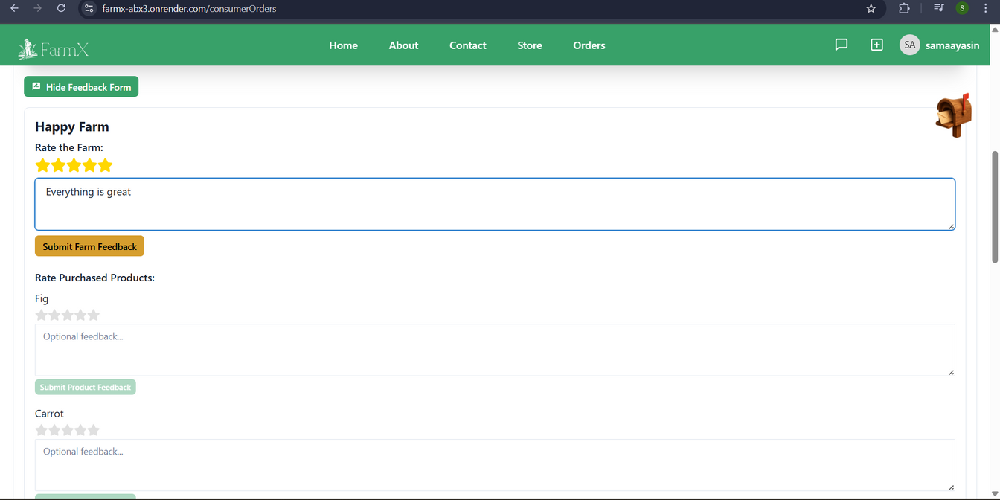 farmx-abx3.onrender.com/consumerOrders
S
FarmX
Home About Contact Store Orders
SA samaayasin
Hide Feedback Form
Happy Farm
Rate the Farm:
Everything is great
Submit Farm Feedback
Rate Purchased Products:
Fig
Optional feedback...
Submit Product Feedback
Carrot
Optional feedback...